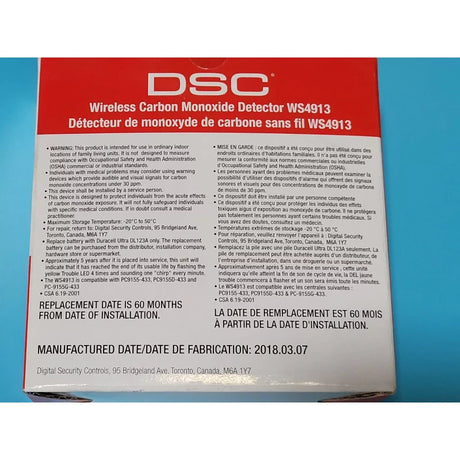 DSC
Wireless Carbon Monoxide Detector WS4913
Détecteur de monoxyde de carbone sans fil WS4913
• WARNING: This product is intended for use in ordinary indoor
locations of family living units. It is not designed to measure
compliance with Occupational Safety and Health Administration
(OSHA) commercial or industrial standards.
• Individuals with medical problems may consider using warning
devices which provide audible and visual signals for carbon
monoxide concentrations under 30 ppm.
• This device shall be installed by a service person.
• This device is designed to protect individuals from the acute effects
of carbon monoxide exposure. It will not fully safeguard individuals
with specific medical conditions. If in doubt consult a medical
practitioner.
• Maximum Storage Temperature: -20°C to 50°C
• For repair, return to: Digital Security Controls, 95 Bridgeland
Avenue, Toronto, Canada, M6A 1Y7
• Replace battery with Duracell Ultra DL123A only. The replacement
battery can be purchased from the distributor, installation company,
hardware store or supermarket.
• Approximately 5 years after it is placed into service, this unit will
indicate that it has reached the end of its usable life by flashing the
yellow Trouble LED 4 times and sounding one "chirp" every minute.
• The WS4913 is compatible with PC9155-433, PC9155D-433 and
PC-9155G-433
• CSA 6.19-2001
REPLACEMENT DATE IS 60 MONTHS
FROM DATE OF INSTALLATION.
• MISE EN GARDE : ce dispositif a été conçu pour être utilisé dans des
endroits ordinaires d'habitations familiales. Il n'a pas été conçu pour
mesurer la conformité aux normes commerciales ou industrielles
d'Occupational Safety and Health Administration (OSHA).
• Les personnes ayant des problèmes médicaux peuvent examiner la
possibilité d'utiliser des dispositifs d'alarme qui offrent des signaux
sonores et visuels pour des concentrations de monoxyde de carbone
de moins de 30 ppm.
• Ce dispositif doit être installé par une personne compétente
• Ce dispositif est conçu pour protéger les individus contre l'exposition
toxique aiguë au monoxyde de carbone. Il ne protégera
pas totalement les personnes ayant certains troubles médicaux. Si
vous avez des doutes, consultez un médecin.
• Températures extrêmes de stockage - 20 °C à 50 °C
• Pour réparation, veuillez renvoyer l'appareil à : Digital Security
Controls, 95 Bridgeland Avenue, Toronto, Canada, M6A 1Y7
• Remplacez la pile avec une pile Duracell Ultra DL123A seulement. La pile
de remplacement peut être achetée auprès d'un distributeur, de
l'entreprise d'installation, dans une droguerie ou un supermarché.
• Approximativement après 5 ans de mise en service, cette unité
indiquera qu'elle atteint la fin de son cycle de vie, la DEL jaune
trouble commencera à flasher et un son sera émis toute les minutes.
• Le WS4913 est compatible avec les centrales suivantes :
PC9155-433, PC9155D-433 & PC-9155G-433
• CSA 6.19-2001
LA DATE DE REMPLACEMENT EST 60 MOIS
À PARTIR DE LA DATE D'INSTALLATION.
MANUFACTURED DATE/DATE DE FABRICATION: 2018.03.07
Digital Security Controls, 95 Bridgeland Ave. Toronto, Canada, M6A 1Y7